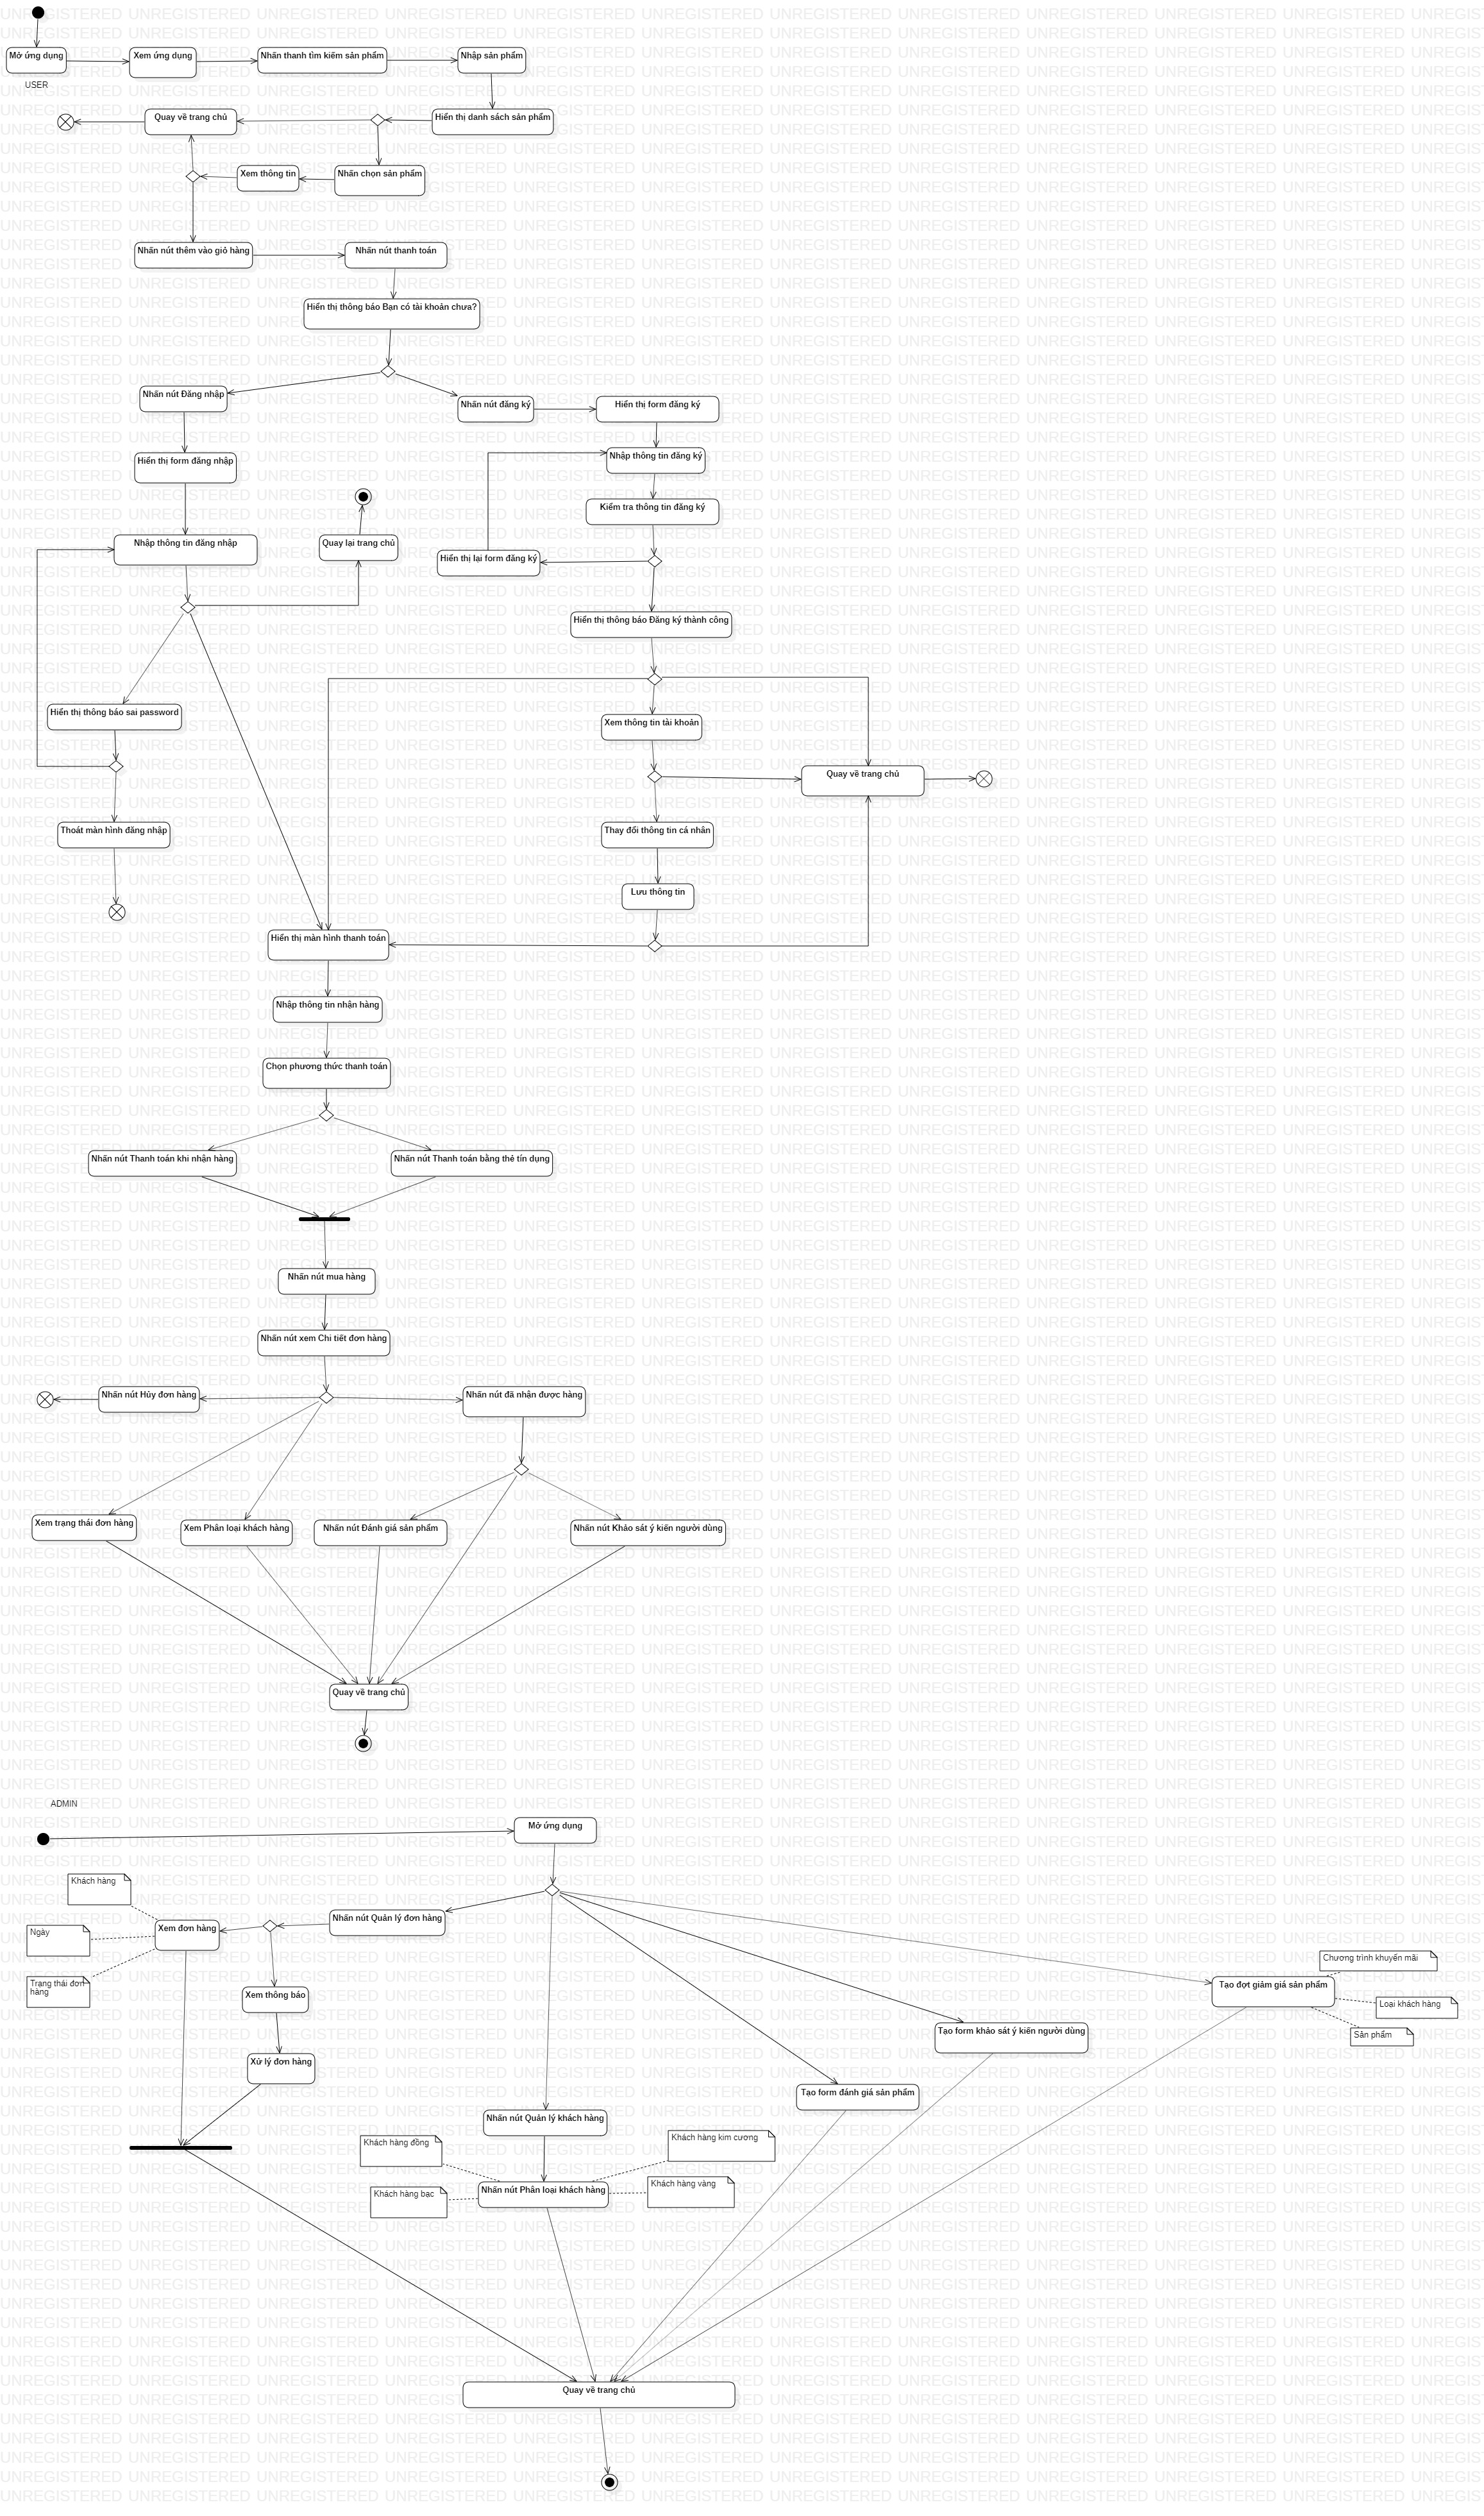 Mở ứng dụng
Xem ứng dụng
Nhấn thanh tìm kiếm sản phẩm
Nhập sản phẩm
USER
Quay về trang chủ
Hiển thị danh sách sản phẩm
Xem thông tin
Nhấn chọn sản phẩm
Nhấn nút thêm vào giỏ hàng
Nhấn nút thanh toán
Hiển thị thông báo Bạn có tài khoản chưa?
Nhấn nút Đăng nhập
Nhấn nút đăng ký
Hiển thị form đăng ký
Hiển thị form đăng nhập
Nhập thông tin đăng ký
Kiểm tra thông tin đăng ký
Nhập thông tin đăng nhập
Quay lại trang chủ
Hiển thị lại form đăng ký
Hiển thị thông báo Đăng ký thành công
Hiển thị thông báo sai password
Xem thông tin tài khoản
Quay về trang chủ
Thoát màn hình đăng nhập
Thay đổi thông tin cá nhân
Lưu thông tin
Hiển thị màn hình thanh toán
Nhập thông tin nhận hàng
Chọn phương thức thanh toán
Nhấn nút Thanh toán khi nhận hàng
Nhấn nút Thanh toán bằng thẻ tín dụng
Nhấn nút mua hàng
Nhấn nút xem Chi tiết đơn hàng
Nhấn nút Hủy đơn hàng
Nhấn nút đã nhận được hàng
Xem trạng thái đơn hàng
Xem Phân loại khách hàng
Nhấn nút Đánh giá sản phẩm
Nhấn nút Khảo sát ý kiến người dùng
Quay về trang chủ
ADMIN
Mở ứng dụng
Khách hàng
Nhấn nút Quản lý đơn hàng
Xem đơn hàng
Ngày
Chương trình khuyến mãi
Trạng thái đơn
hàng
Xem thông báo
Tạo đợt giảm giá sản phẩm
Loại khách hàng
Tạo form khảo sát ý kiến người dùng
Sản phẩm
Xử lý đơn hàng
Tạo form đánh giá sản phẩm
Nhấn nút Quản lý khách hàng
Khách hàng đồng
Khách hàng kim cương
Khách hàng vàng
Nhấn nút Phân loại khách hàng
Khách hàng bạc
Quay về trang chủ